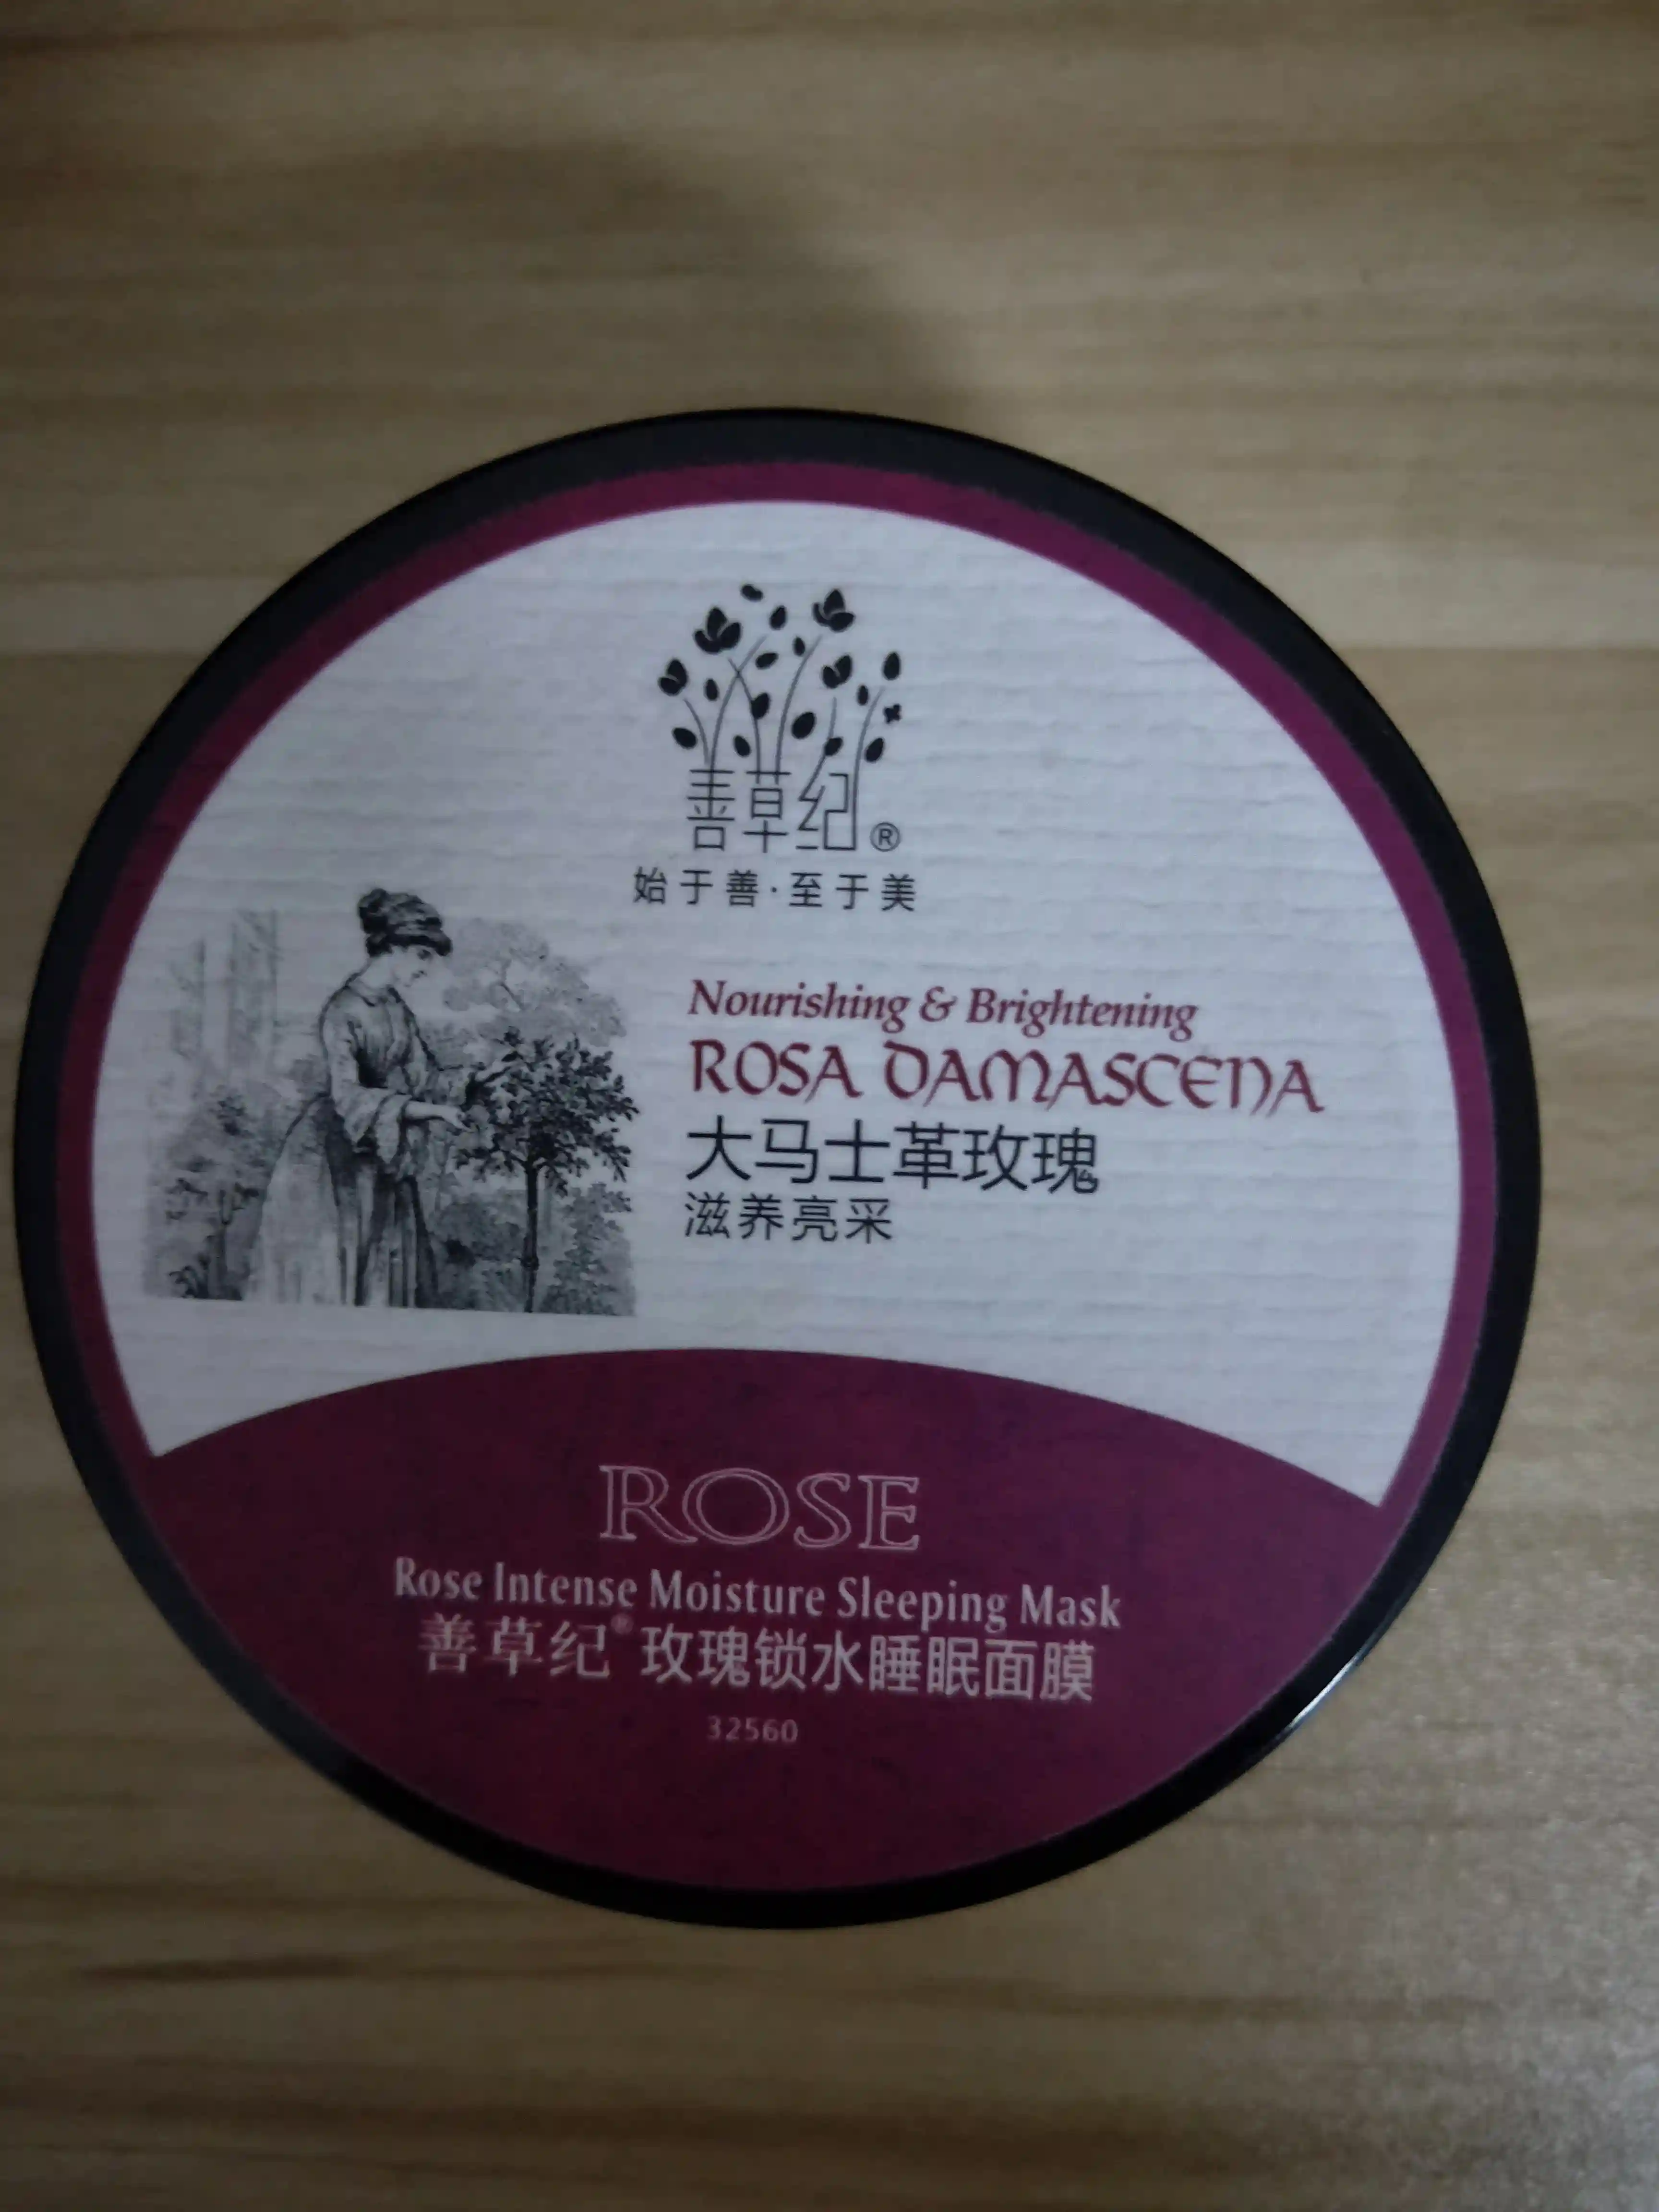 善草纪®
始于善·至于美
Nourishing & Brightening
ROSA DAMASCENA
大马士革玫瑰
滋养亮采
ROSE
Rose Intense Moisture Sleeping Mask
善草纪®玫瑰锁水睡眠面膜
32560